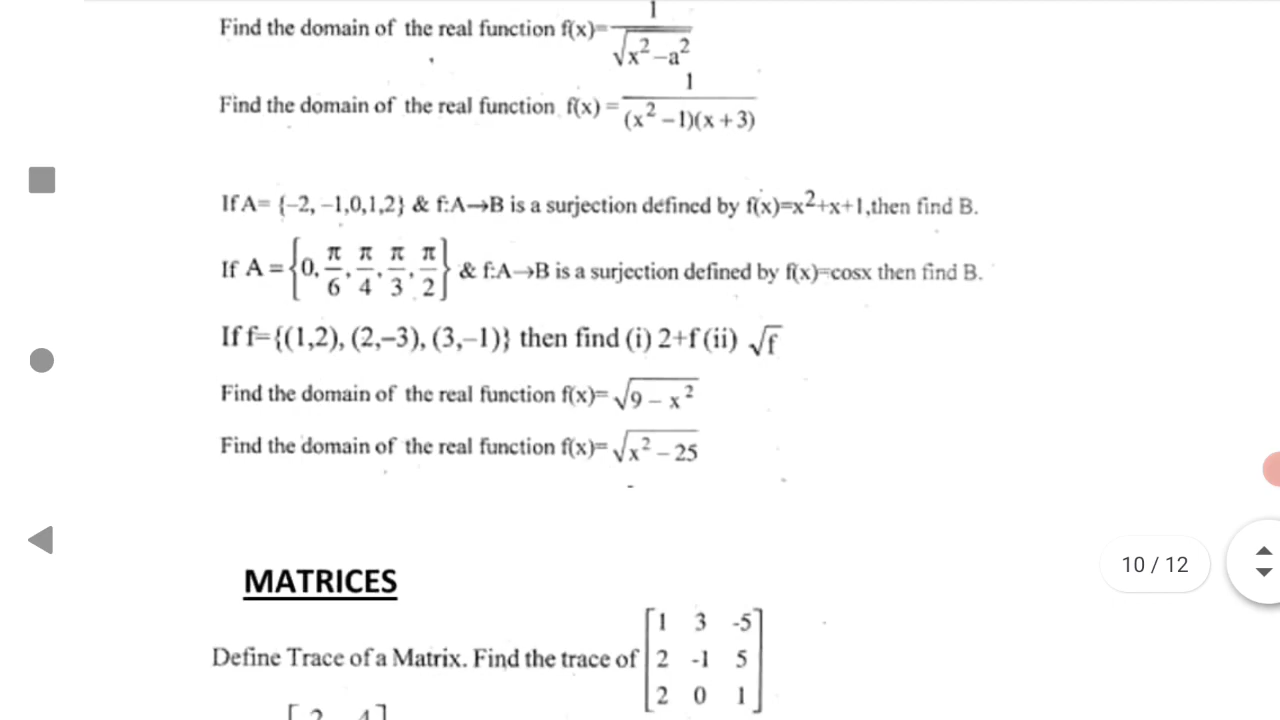 Find the domain of the real function f(x)= 1/√(x²–a²)
Find the domain of the real function f(x) = 1/((x² –1)(x + 3))
If A= {–2, –1,0,1,2} & f:A→B is a surjection defined by f(x)=x²+x+1,then find B.
If A = {0, π/6, π/4, π/3, π/2} & f:A→B is a surjection defined by f(x)=cosx then find B.
If f={(1,2), (2,–3), (3,–1)} then find (i) 2+f (ii) √f
Find the domain of the real function f(x)= √(9 – x²)
Find the domain of the real function f(x)= √(x² – 25)
10 / 12
MATRICES
Define Trace of a Matrix. Find the trace of [1 3 -5
2 -1 5
2 0 1]